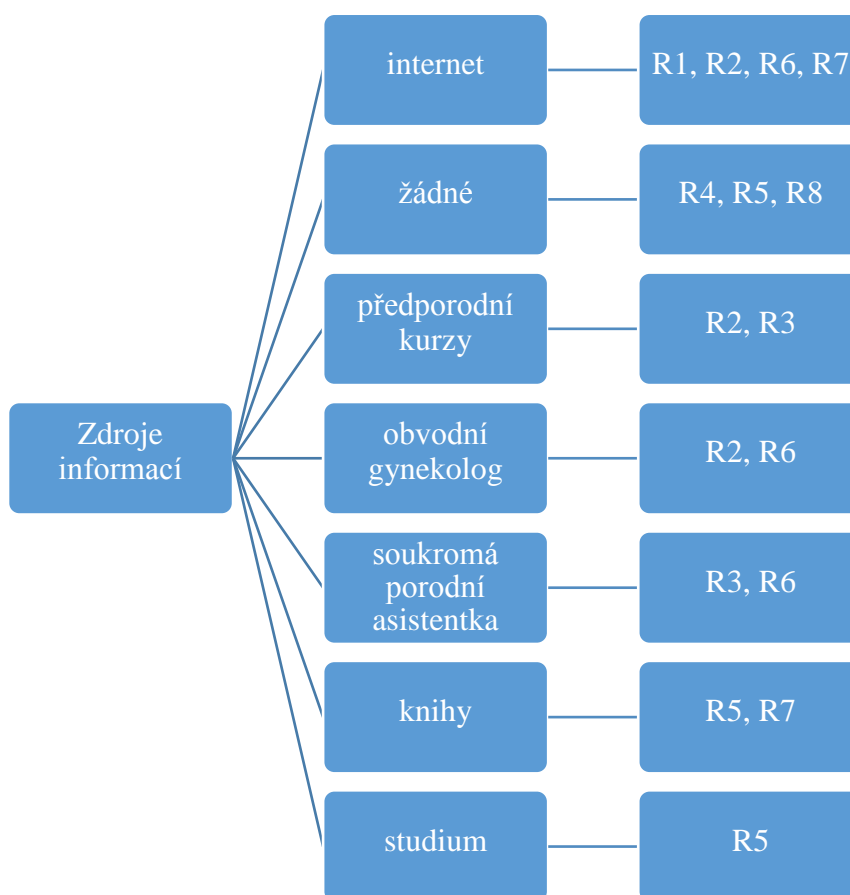 Zdroje
informací
internet
R1, R2, R6, R7
žádné
R4, R5, R8
předporodní
kurzy
R2, R3
obvodní
gynekolog
R2, R6
soukromá
porodní
asistentka
R3, R6
knihy
R5, R7
studium
R5